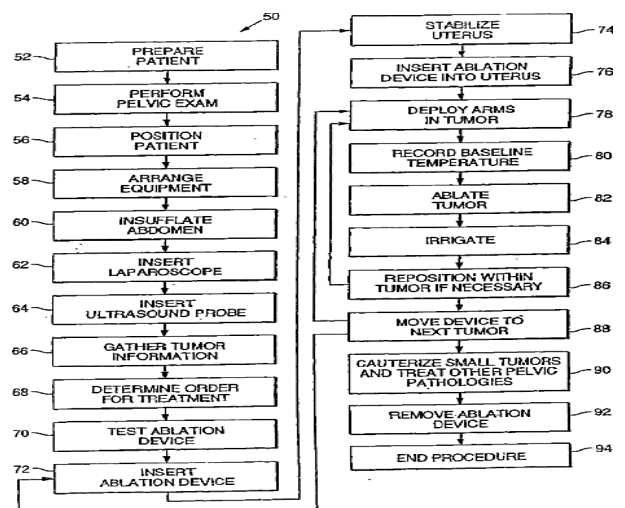 50
52
PREPARE
PATIENT
54
PERFORM
PELVIC EXAM
56
POSITION
PATIENT
58
ARRANGE
EQUIPMENT
60
INSUFFLATE
ABDOMEN
62
INSERT
LAPAROSCOPE
64
INSERT
ULTRASOUND PROBE
66
GATHER TUMOR
INFORMATION
68
DETERMINE ORDER
FOR TREATMENT
70
TEST ABLATION
DEVICE
72
INSERT
ABLATION DEVICE
STABILIZE
UTERUS
74
INSERT ABLATION
DEVICE INTO UTERUS
76
DEPLOY ARMS
IN TUMOR
78
RECORD BASELINE
TEMPERATURE
80
ABLATE
TUMOR
82
IRRIGATE
84
REPOSITION WITHIN
TUMOR IF NECESSARY
86
MOVE DEVICE TO
NEXT TUMOR
88
CAUTERIZE SMALL TUMORS
AND TREAT OTHER PELVIC
PATHOLOGIES
90
REMOVE ABLATION
DEVICE
92
END PROCEDURE
94